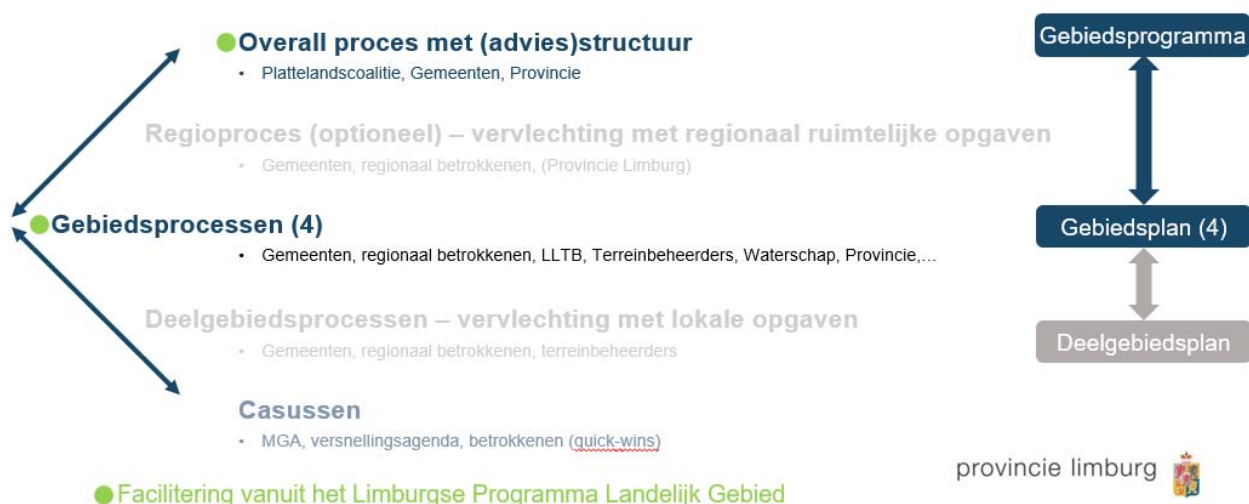 Overall proces met (advies)structuur
• Plattelandscoalitie, Gemeenten, Provincie
Regioproces (optioneel) – vervlechting met regionaal ruimtelijke opgaven
• Gemeenten, regionaal betrokkenen, (Provincie Limburg)
Gebiedsprocessen (4)
• Gemeenten, regionaal betrokkenen, LLTB, Terreinbeheerders, Waterschap, Provincie,…
Deelgebiedsprocessen – vervlechting met lokale opgaven
• Gemeenten, regionaal betrokkenen, terreinbeheerders
Casussen
• MGA, versnellingsagenda, betrokkenen (quick-wins)
Facilitering vanuit het Limburgse Programma Landelijk Gebied
Gebiedsprogramma
Gebiedsplan (4)
Deelgebiedsplan
provincie limburg